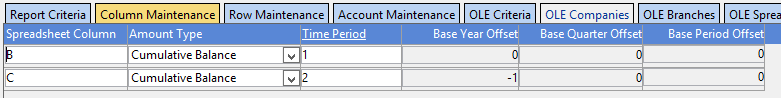 Report Criteria Column Maintenance Row Maintenance Account Maintenance OLE Criteria OLE Companies OLE Branches OLE Sprea
Spreadsheet Column Amount Type Time Period Base Year Offset Base Quarter Offset Base Period Offset
B Cumulative Balance 1 0 0 0
C Cumulative Balance 2 -1 0 0